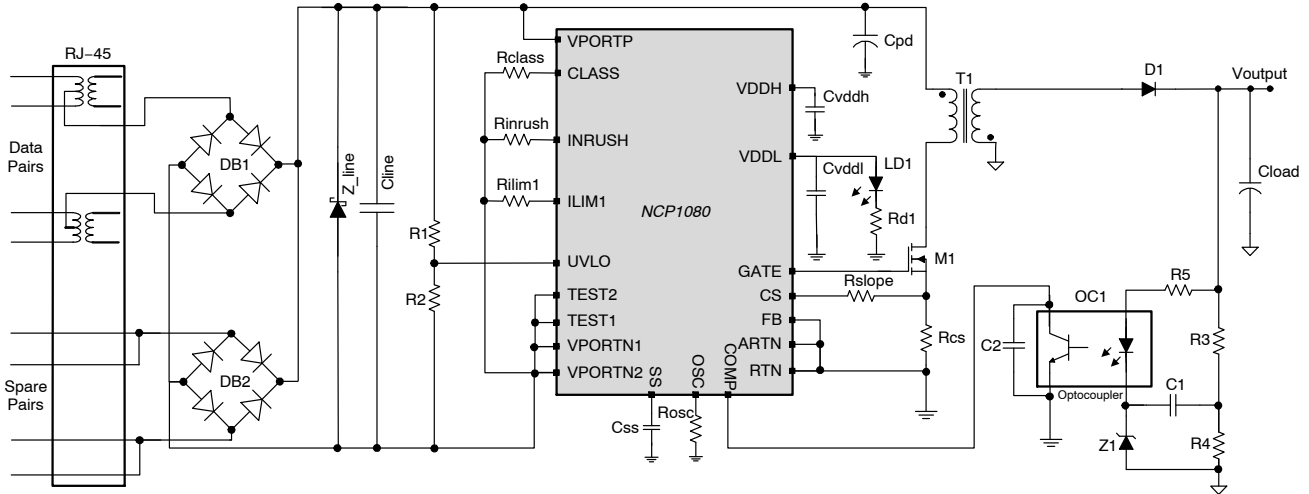 RJ–45
Data
Pairs
Spare
Pairs
DB1
DB2
Z_line
Cline
R1
R2
Rclass
Rinrush
Rilim1
VPORTP
CLASS
INRUSH
ILIM1
UVLO
TEST2
TEST1
VPORTN1
VPORTN2
NCP1080
VDDH
VDDL
GATE
CS
FB
ARTN
RTN
SS
OSC
COMP
Css
Rosc
Cpd
Cvddh
Cvddl
LD1
Rd1
M1
Rslope
Rcs
T1
D1
Voutput
Cload
R5
OC1
C2
R3
Optocoupler
C1
Z1
R4